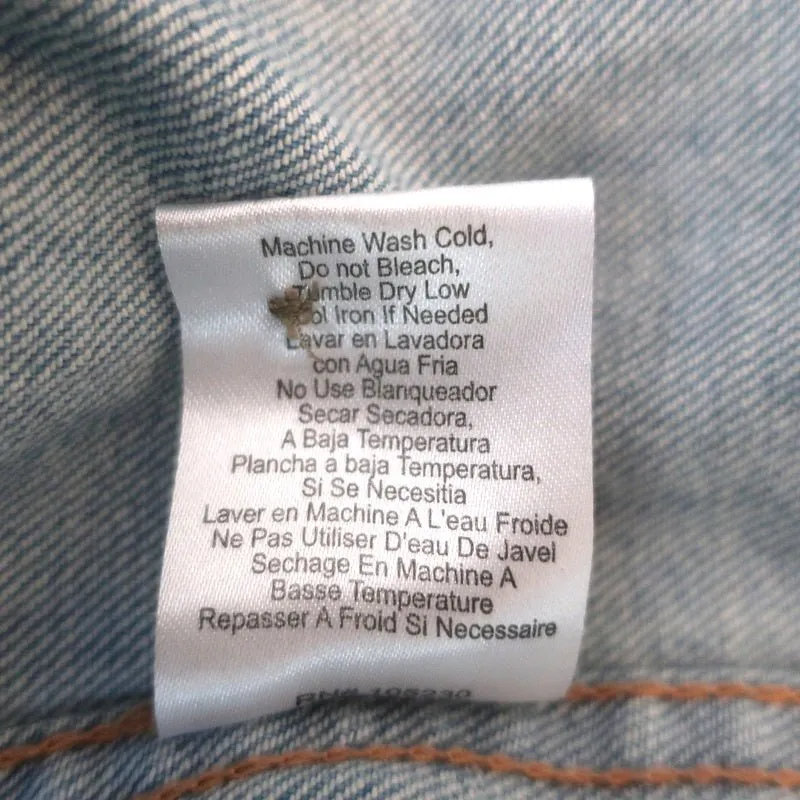 Machine Wash Cold,
Do not Bleach,
Tumble Dry Low
Iron If Needed
Lavar en Lavadora
con Agua Fria
No Use Blanqueador
Secar Secadora,
A Baja Temperatura
Plancha a baja Temperatura,
Si Se Necesitia
Laver en Machine A L'eau Froide
Ne Pas Utiliser D'eau De Javel
Sechage En Machine A
Basse Temperature
Repasser A Froid Si Necessaire
RN#